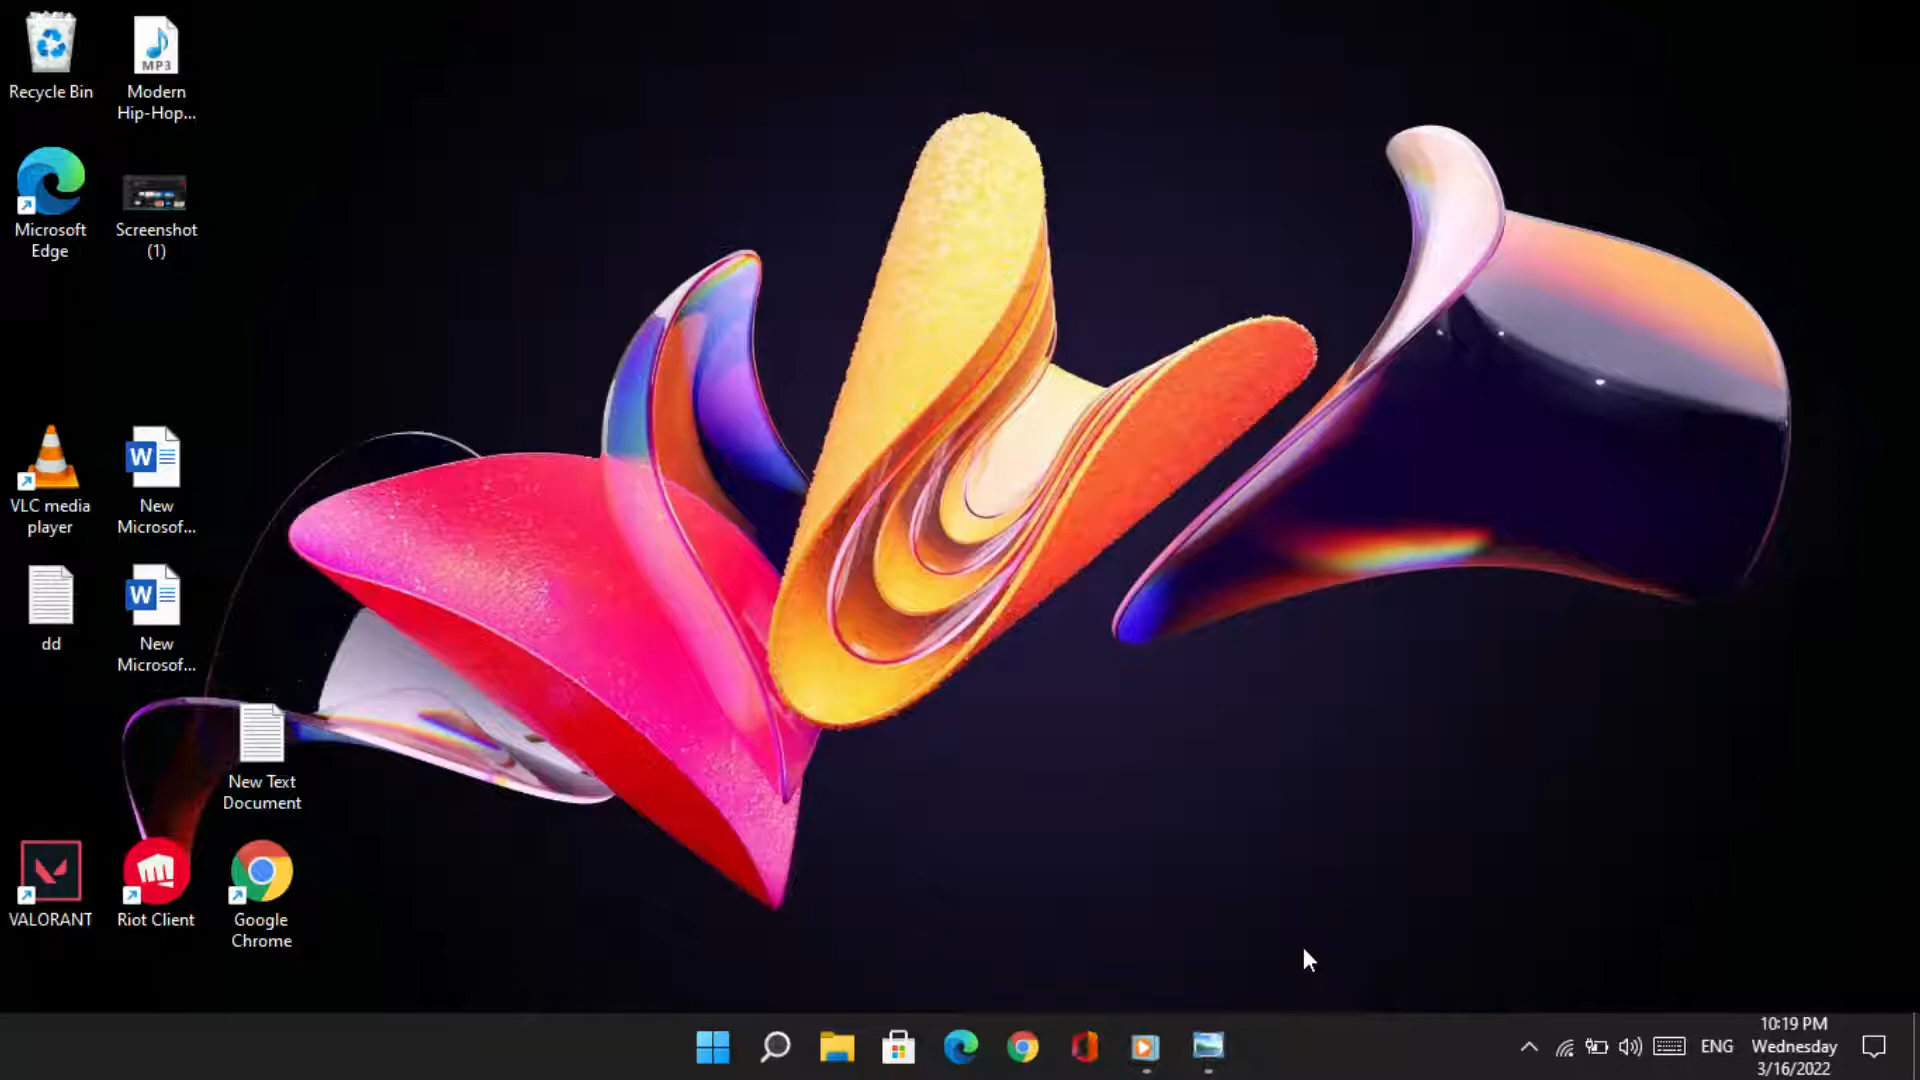 Recycle Bin
MP3
Modern
Hip-Hop...
Microsoft
Edge
Screenshot
(1)
VLC media
player
W
New
Microsof...
dd
W
New
Microsof...
New Text
Document
VALORANT
Riot Client
Google
Chrome
ENG
10:19 PM
Wednesday
3/16/2022